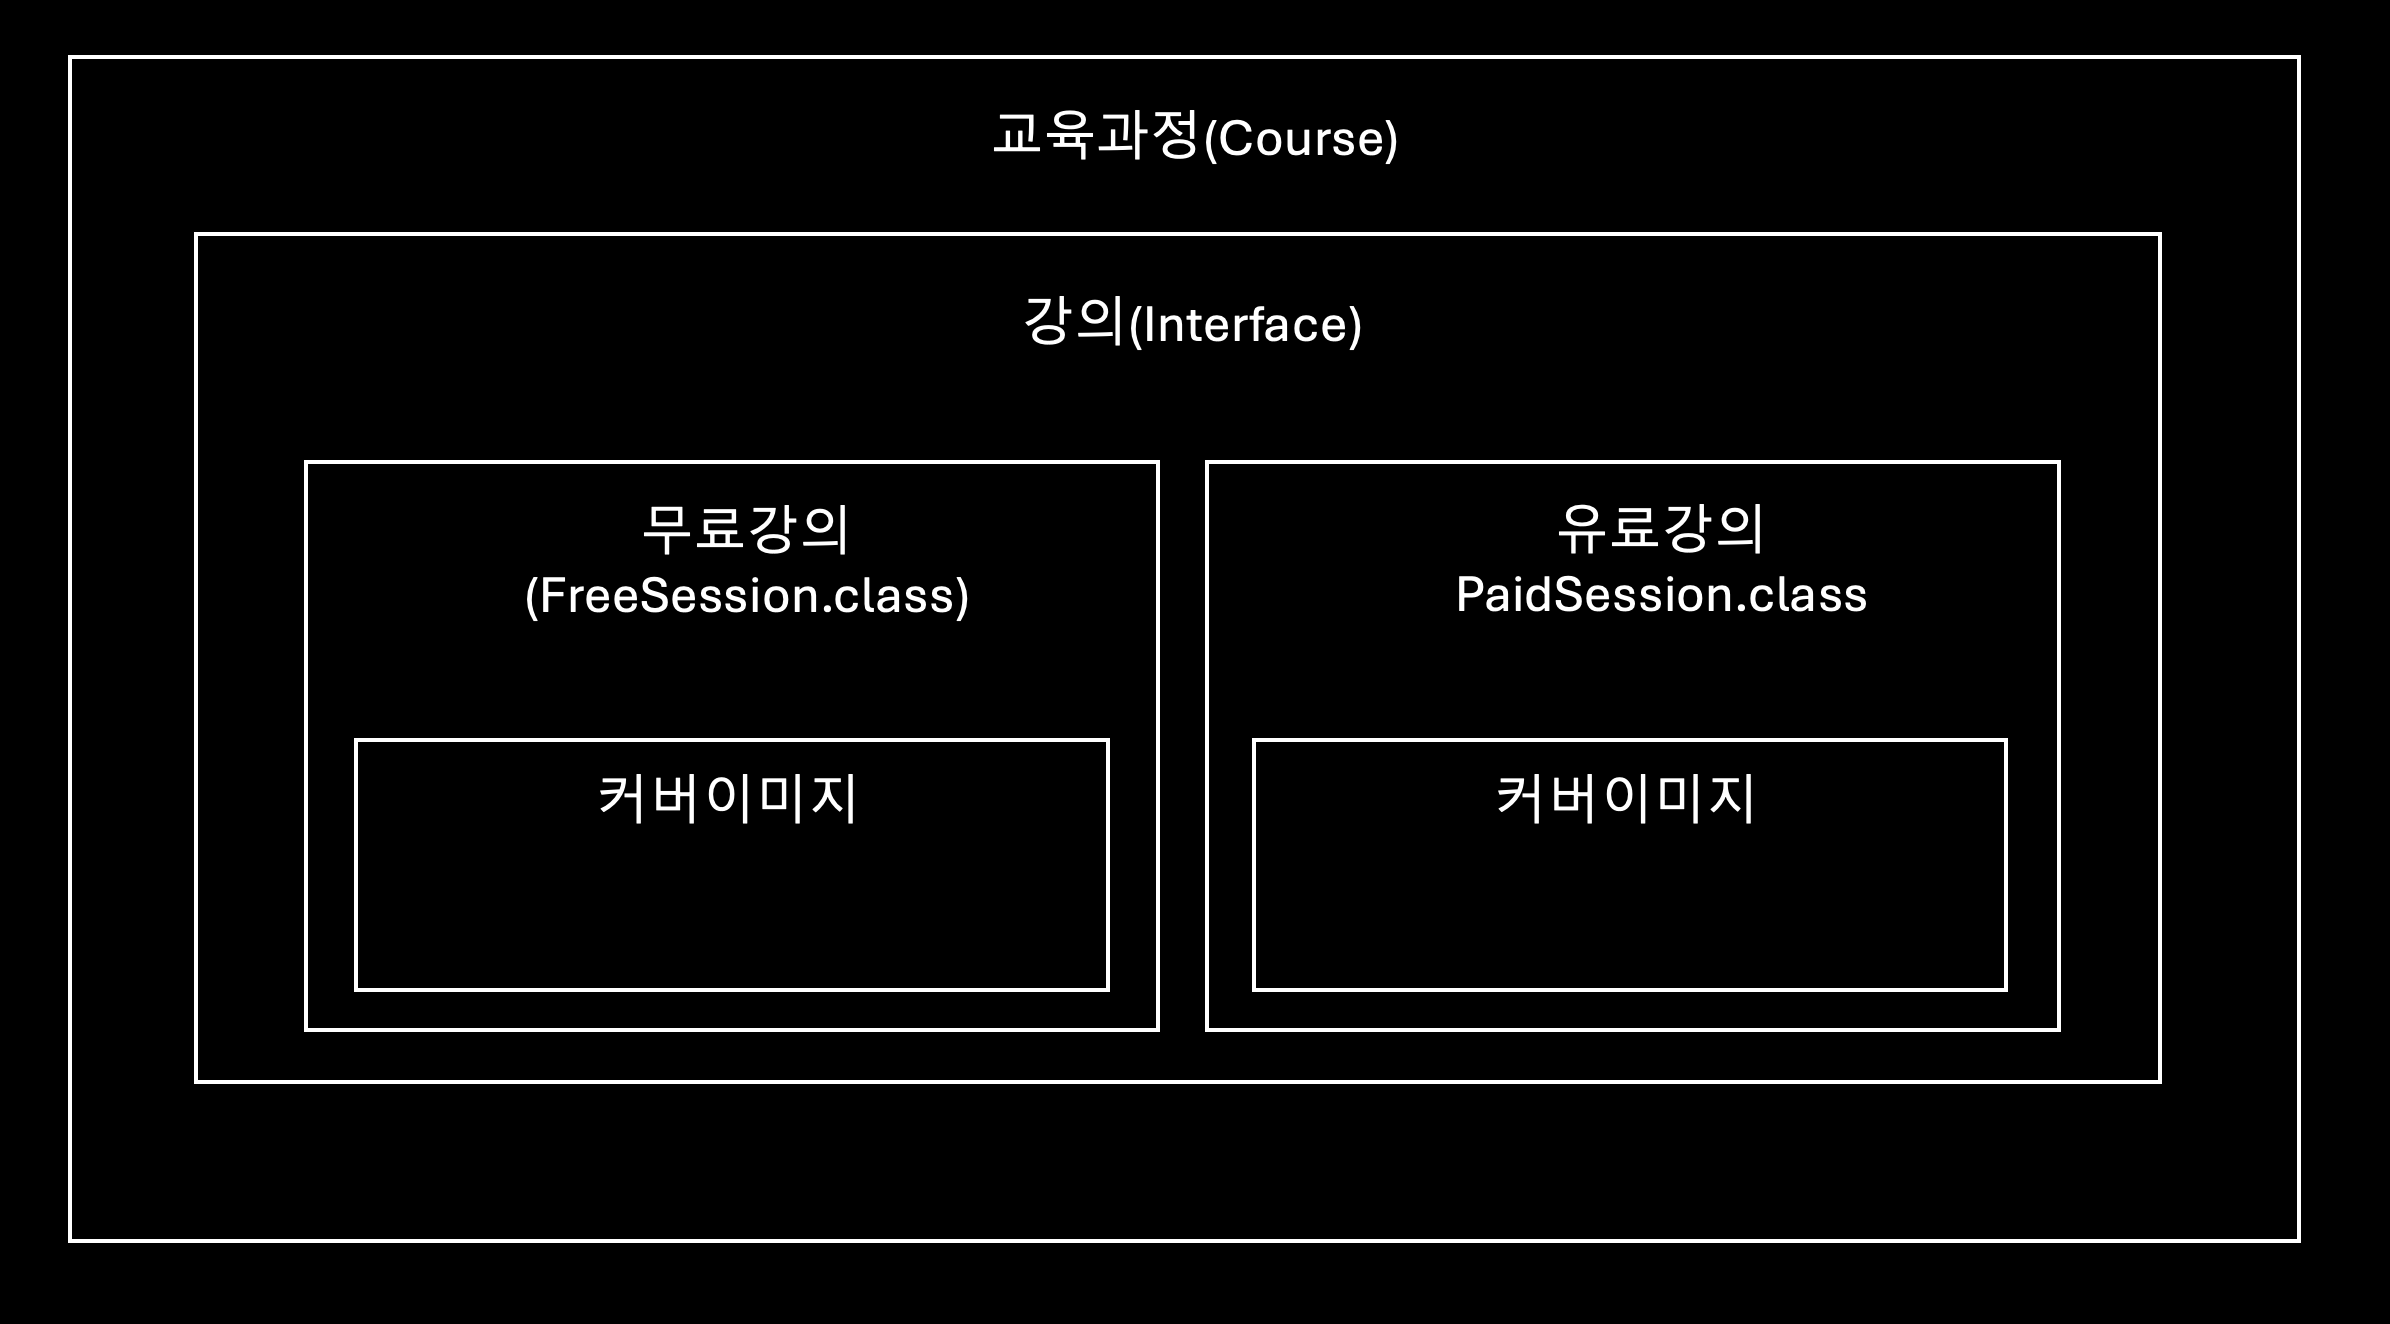 교육과정(Course)
강의(Interface)
무료강의
(FreeSession.class)
유료강의
PaidSession.class
커버이미지
커버이미지